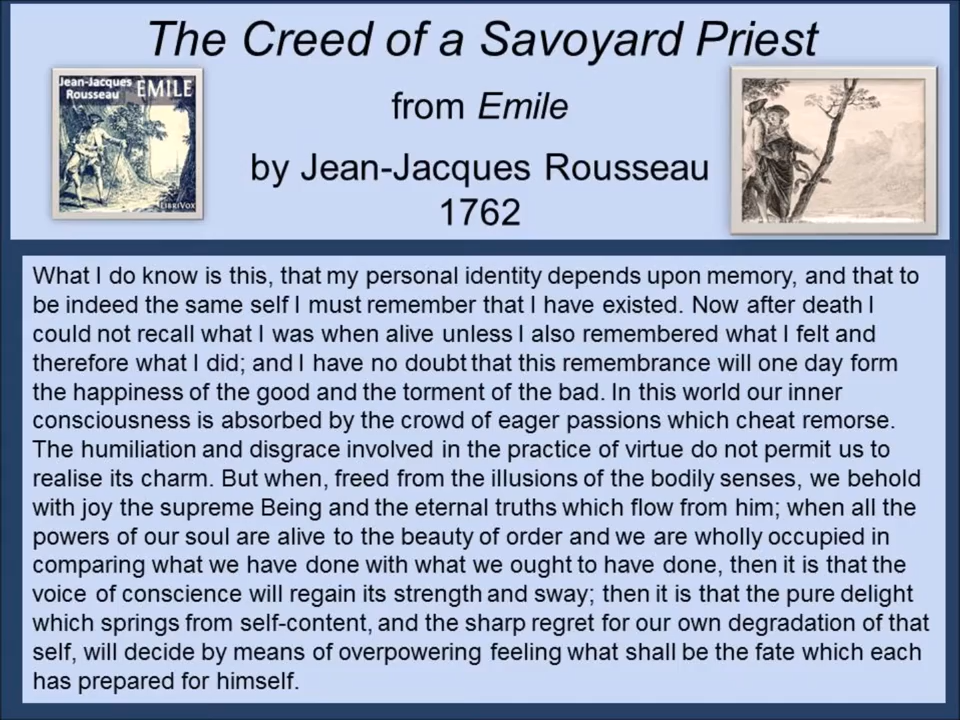 The Creed of a Savoyard Priest
Jean-Jacques
Rousseau
EMILE
LIBRIVOX
from Emile
by Jean-Jacques Rousseau
1762
What I do know is this, that my personal identity depends upon memory, and that to
be indeed the same self I must remember that I have existed. Now after death I
could not recall what I was when alive unless I also remembered what I felt and
therefore what I did; and I have no doubt that this remembrance will one day form
the happiness of the good and the torment of the bad. In this world our inner
consciousness is absorbed by the crowd of eager passions which cheat remorse.
The humiliation and disgrace involved in the practice of virtue do not permit us to
realise its charm. But when, freed from the illusions of the bodily senses, we behold
with joy the supreme Being and the eternal truths which flow from him; when all the
powers of our soul are alive to the beauty of order and we are wholly occupied in
comparing what we have done with what we ought to have done, then it is that the
voice of conscience will regain its strength and sway; then it is that the pure delight
which springs from self-content, and the sharp regret for our own degradation of that
self, will decide by means of overpowering feeling what shall be the fate which each
has prepared for himself.